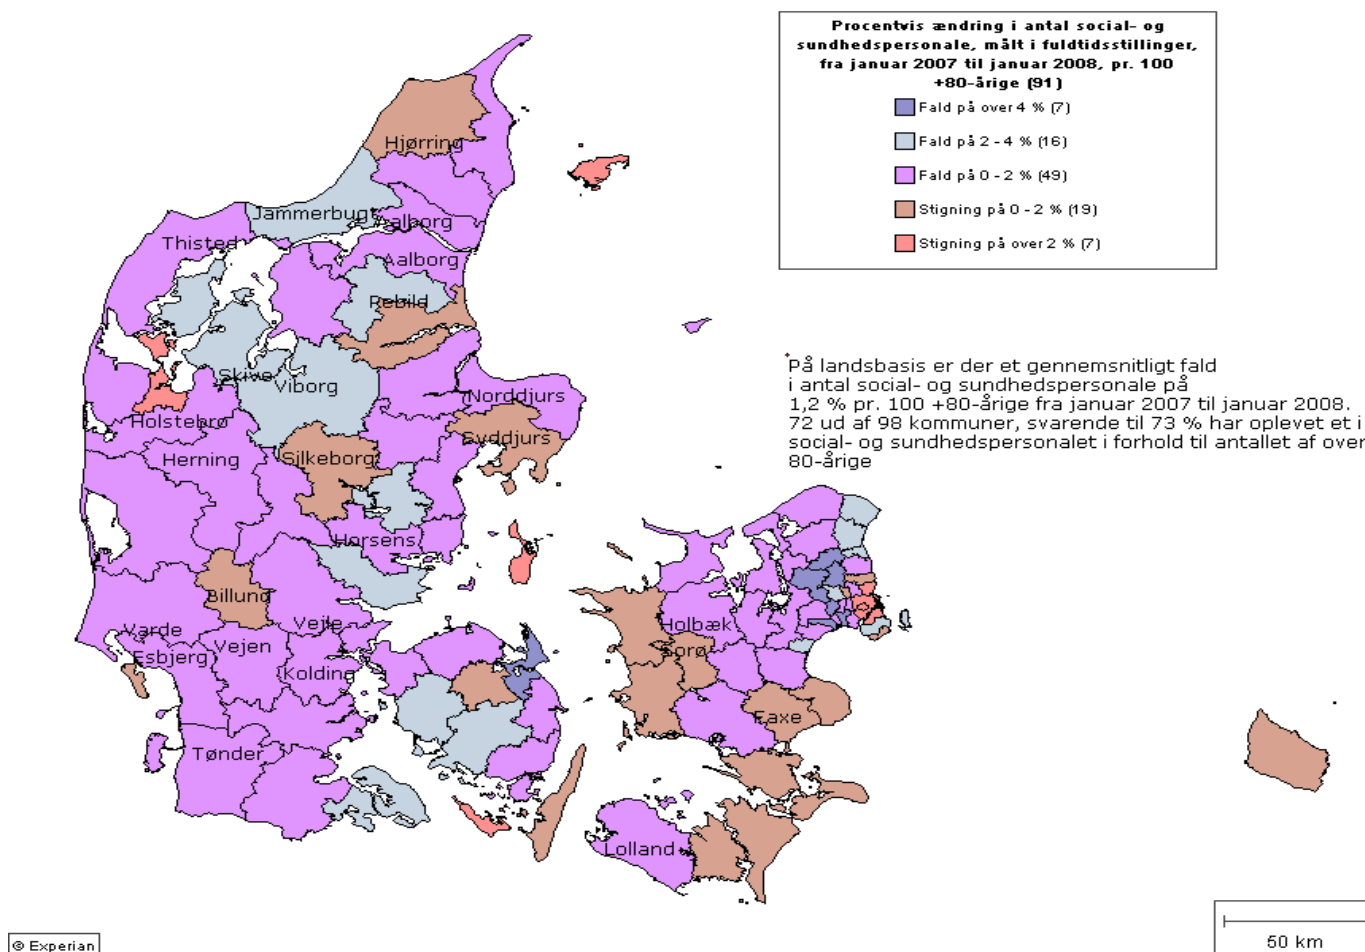 Procentvis ændring i antal social- og
sundhedspersonale, målt i fuldtidsstillinger,
fra januar 2007 til januar 2008, pr. 100
+80-årige (91)
Fald på over 4 % (7)
Fald på 2 - 4 % (16)
Fald på 0 - 2 % (49)
Stigning på 0 - 2 % (19)
Stigning på over 2 % (7)
Hjørring
Jammerbugt
Aalborg
Thisted
Aalborg
Rebild
Skive
Viborg
Norddjurs
Holstebro
Syddjurs
Herning
Silkeborg
Horsens
Billund
Varde
Vejle
Esbjerg
Vejen
Kolding
Tønder
Holbæk
Sorø
Faxe
Lolland
På landsbasis er der et gennemsnitligt fald
i antal social- og sundhedspersonale på
1,2 % pr. 100 +80-årige fra januar 2007 til januar 2008.
72 ud af 98 kommuner, svarende til 73 % har oplevet et i
social- og sundhedspersonalet i forhold til antallet af over
80-årige
© Experian
50 km